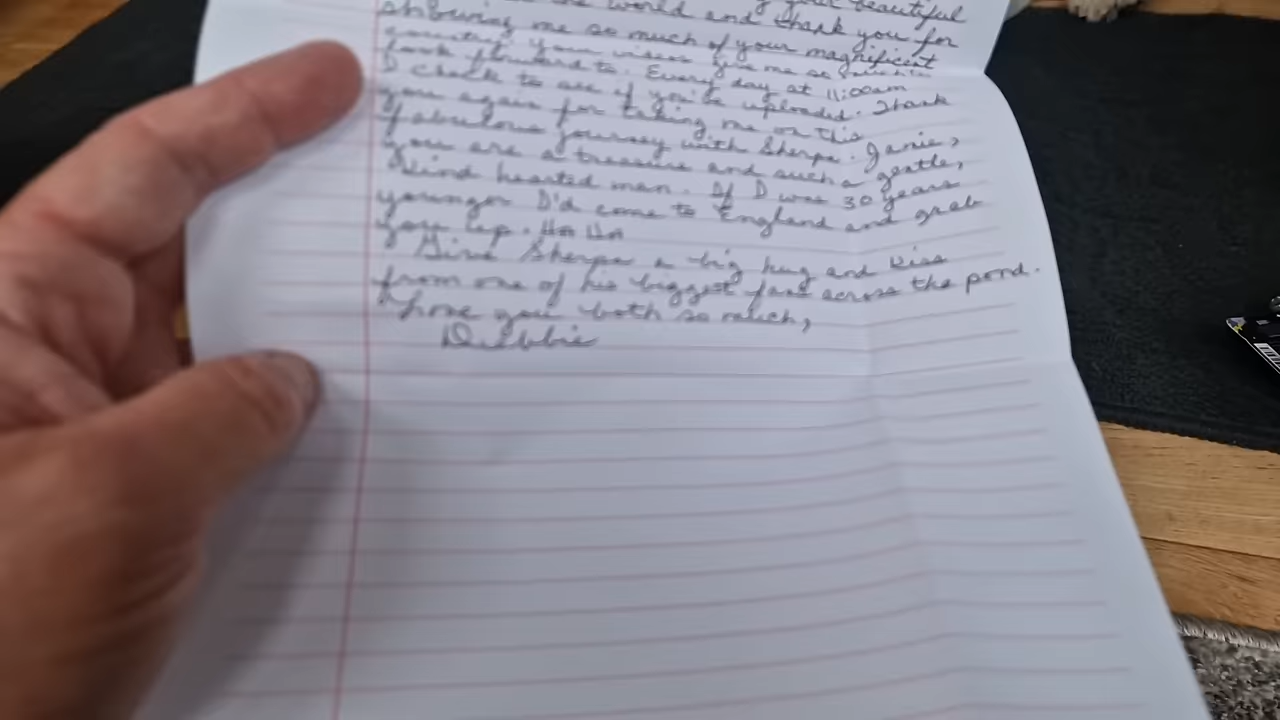 the world and thank you for
showing me so much of your magnificent
country. Your videos give me so much to
look forward to. Every day at 11:00am
I check to see if you've uploaded. Thank
you again for taking me on this
fabulous journey with Sherpa. Jamie,
you are a treasure and such a gentle,
kind hearted man. If I was 30 years
younger I'd come to England and grab
you up. Ha Ha
Give Sherpa a big hug and kiss
from one of his biggest fans across the pond.
Love you both so much,
Debbie